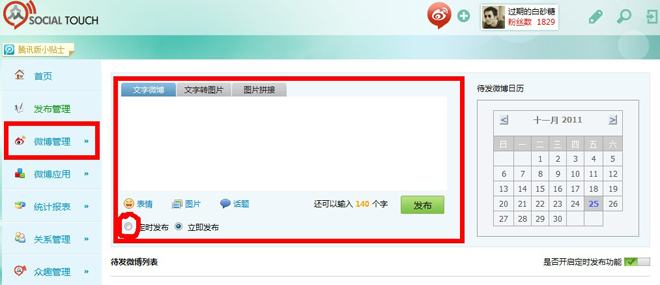 SOCIAL TOUCH
过期的白砂糖
粉丝数 1829
腾讯版小贴士
首页
发布管理
微博管理 »
微博应用 »
统计报表 »
关系管理 »
众趣管理 »
文字微博 文字转图片 图片拼接
表情 图片 话题 还可以输入 140 个字 发布
定时发布 立即发布
待发微博列表 是否开启定时发布功能
待发微博日历
< 十一月 2011 >
日 一 二 三 四 五 六
1 2 3 4 5
6 7 8 9 10 11 12
13 14 15 16 17 18 19
20 21 22 23 24 25 26
27 28 29 30